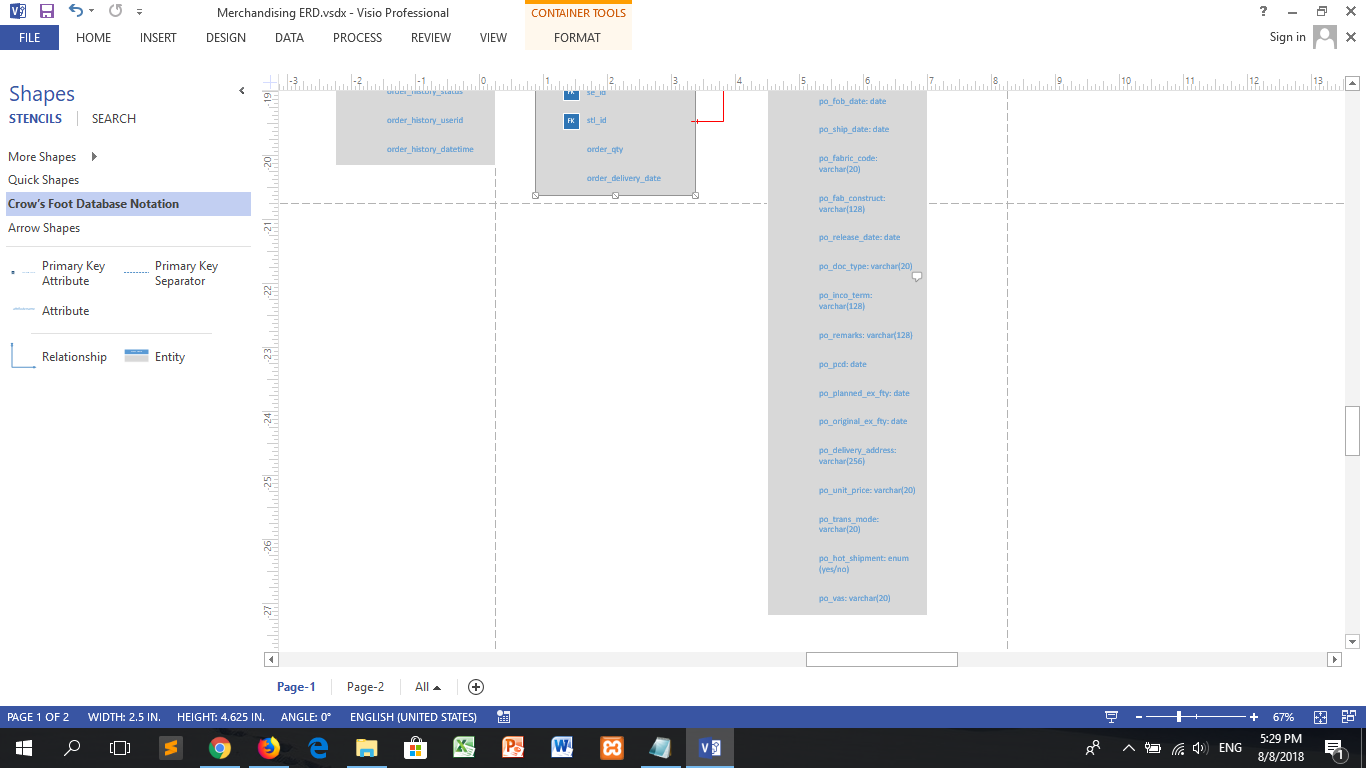 Merchandising ERD.vsdx - Visio Professional
CONTAINER TOOLS
?
FILE
HOME
INSERT
DESIGN
DATA
PROCESS
REVIEW
VIEW
FORMAT
Sign in
Shapes
STENCILS
SEARCH
More Shapes
Quick Shapes
Crow's Foot Database Notation
Arrow Shapes
Primary Key
Attribute
Primary Key
Separator
Attribute
Relationship
Entity
-3 -2 -1 0 1 2 3 4 5 6 7 8 9 10 11 12 13
-19
-20
-21
-22
-23
-24
-25
-26
-27
order_history_status
order_history_userid
order_history_datetime
FK se_id
FK stl_id
order_qty
order_delivery_date
po_fob_date: date
po_ship_date: date
po_fabric_code:
varchar(20)
po_fab_construct:
varchar(128)
po_release_date: date
po_doc_type: varchar(20)
po_inco_term:
varchar(128)
po_remarks: varchar(128)
po_pcd: date
po_planned_ex_fty: date
po_original_ex_fty: date
po_delivery_address:
varchar(256)
po_unit_price: varchar(20)
po_trans_mode:
varchar(20)
po_hot_shipment: enum
(yes/no)
po_vas: varchar(20)
Page-1
Page-2
All
PAGE 1 OF 2
WIDTH: 2.5 IN.
HEIGHT: 4.625 IN.
ANGLE: 0°
ENGLISH (UNITED STATES)
67%
ENG
5:29 PM
8/8/2018
1